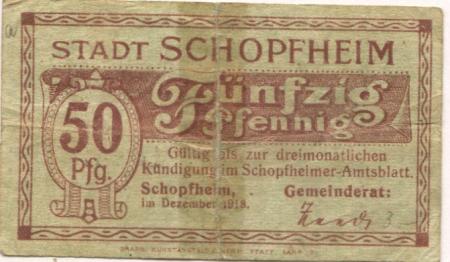 STADT SCHOPFHEIM
Fünfzig
Pfennig
50
Pfg.
A
Gültig bis zur dreimonatlichen
Kündigung im Schopfheimer-Amtsblatt.
Schopfheim,
im Dezember 1918.
Gemeinderat: